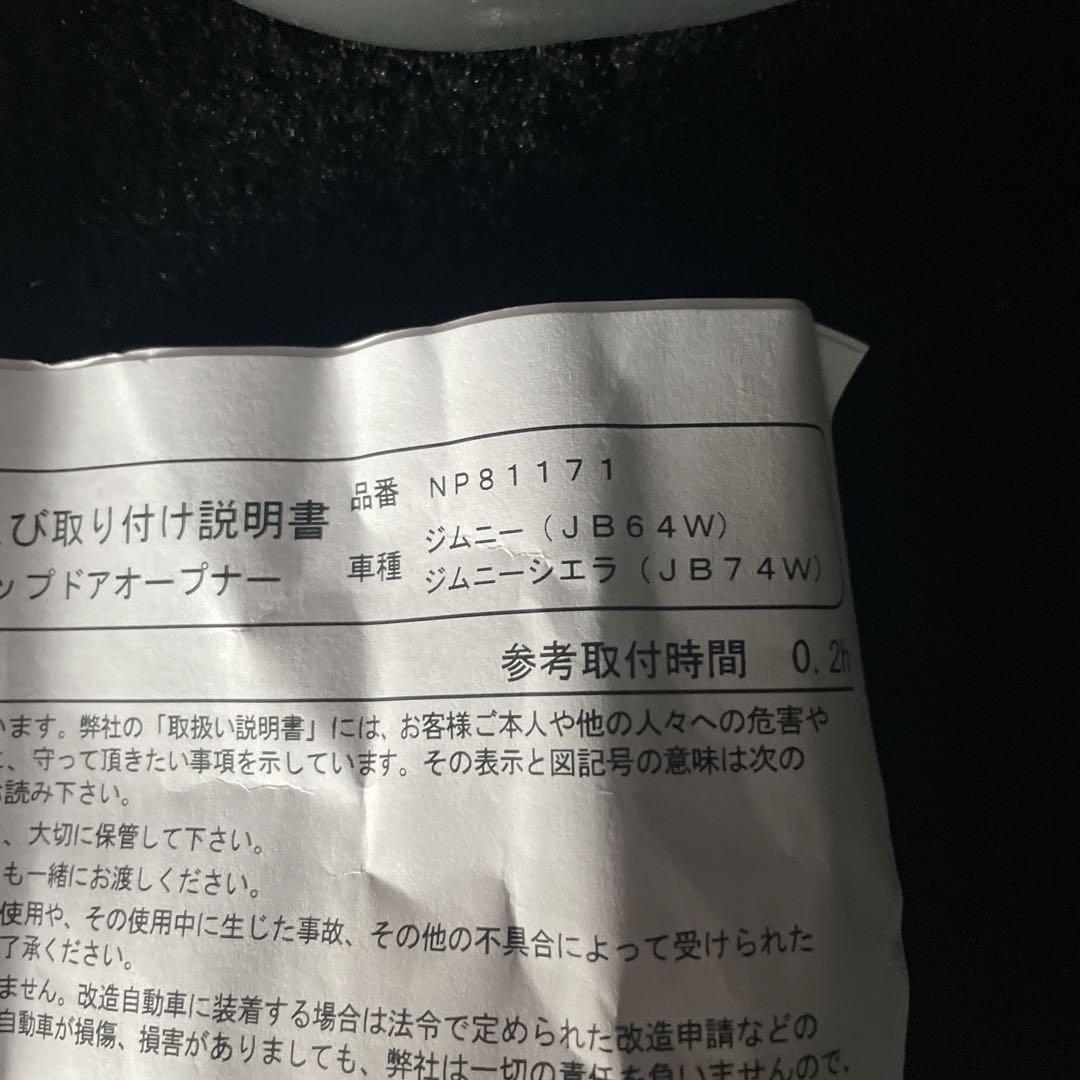 び取り付け説明書
品番 NP81171
ップドアオープナー
車種 ジムニー(JB64W)
ジムニーシエラ(JB74W)
参考取付時間 0.2h
います。弊社の「取扱い説明書」には、お客様ご本人や他の人々への危害や
、守って頂きたい事項を示しています。その表示と図記号の意味は次の
読み下さい。
、大切に保管して下さい。
も一緒にお渡しください。
使用や、その使用中に生じた事故、その他の不具合によって受けられた
了承ください。
ません。改造自動車に装着する場合は法令で定められた改造申請などの
自動車が損傷、損害がありましても、弊社は一切の責任を負いませんので、